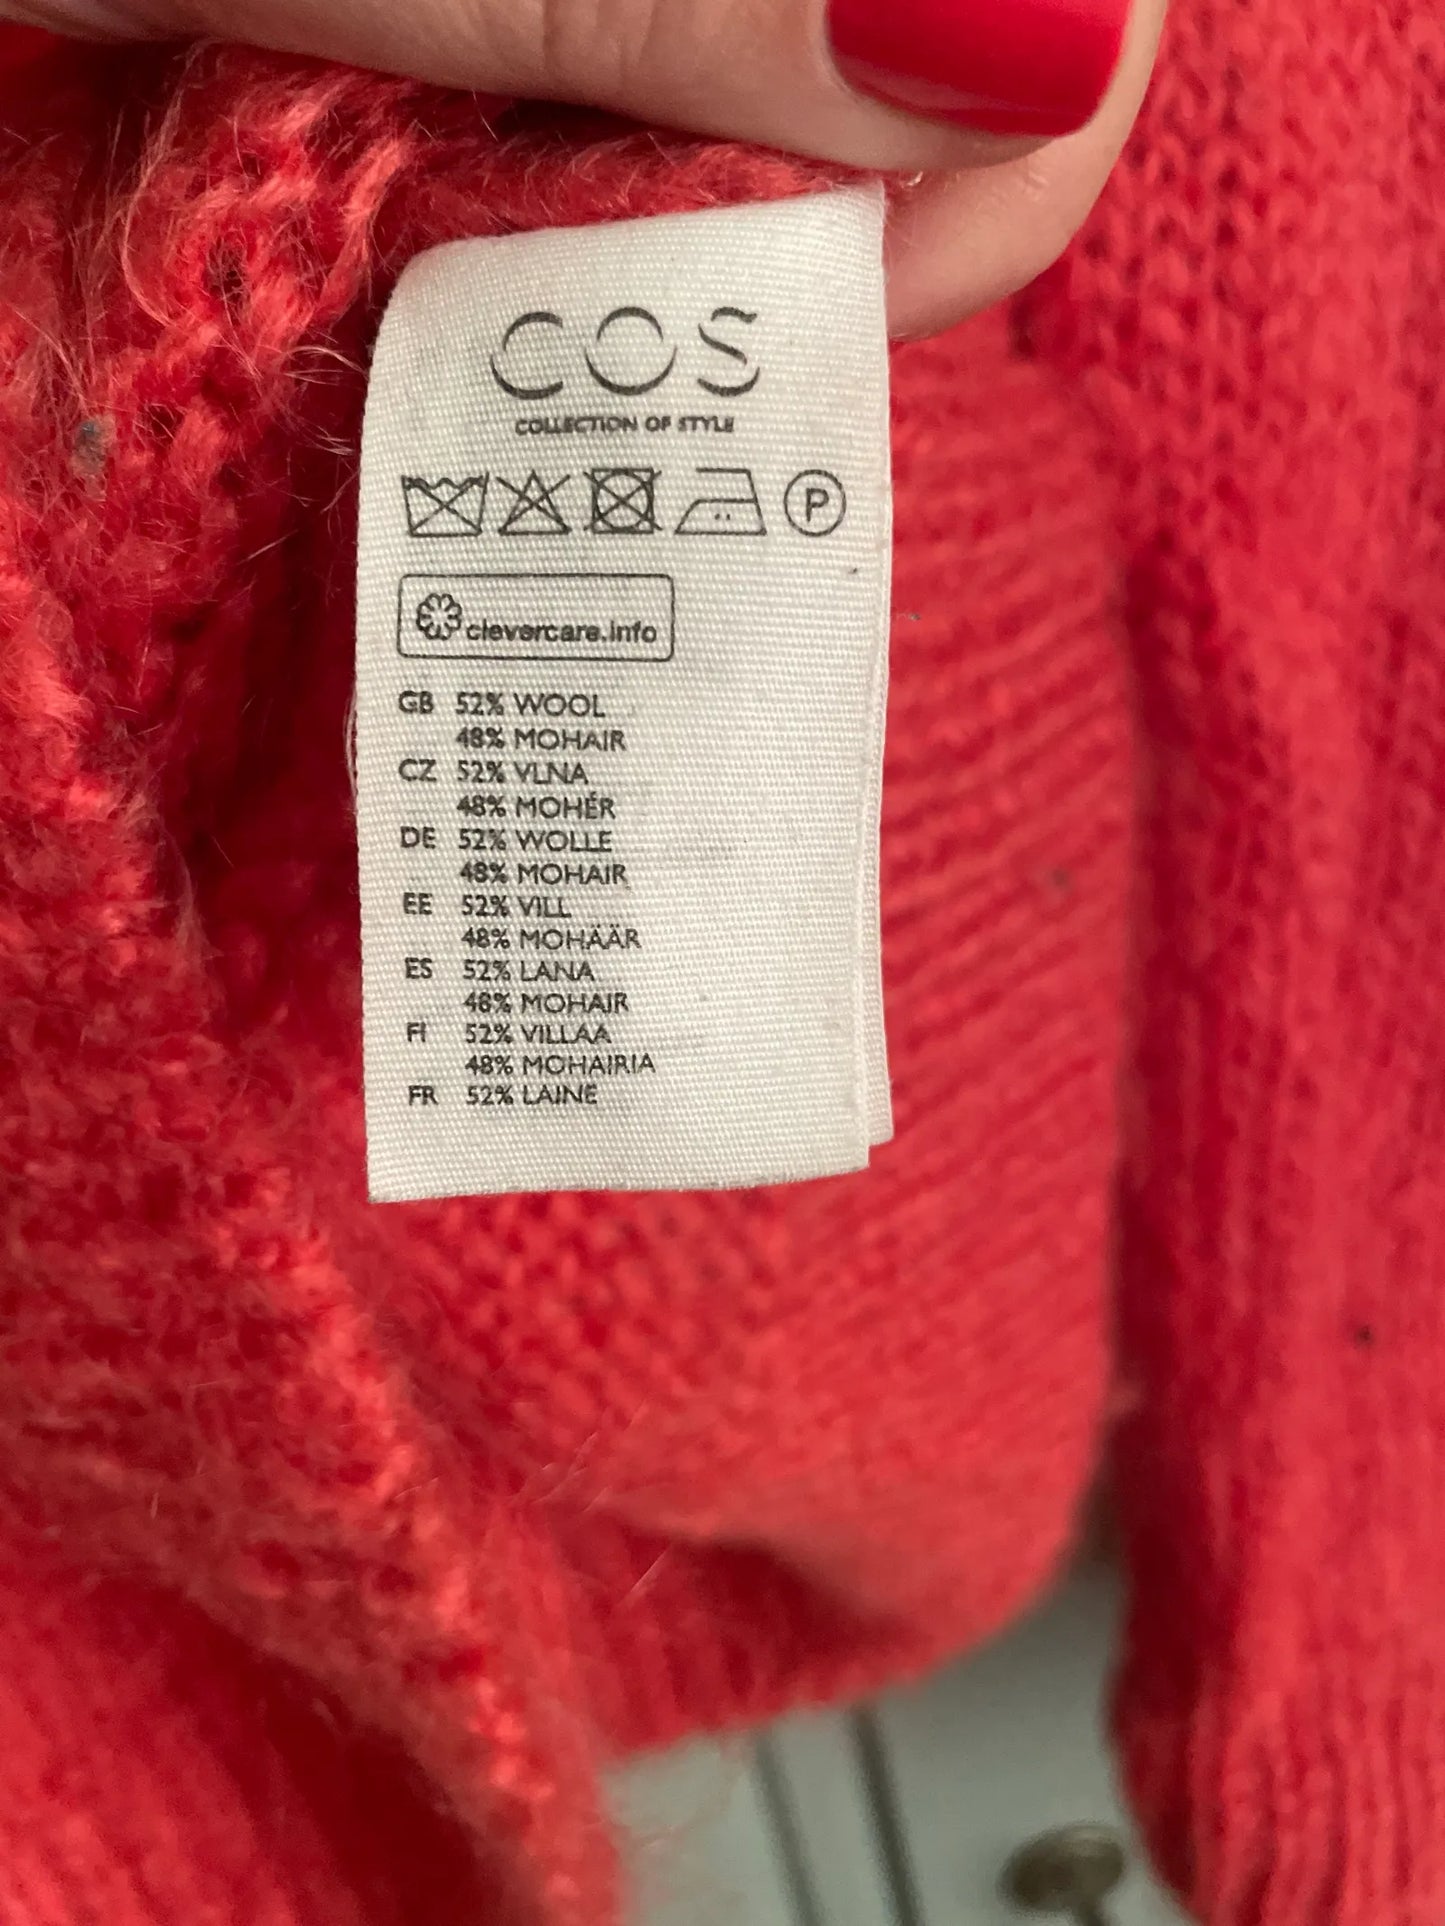 COS
COLLECTION OF STYLE
P
clevercare.info
GB 52% WOOL
48% MOHAIR
CZ 52% VLNA
48% MOHÉR
DE 52% WOLLE
48% MOHAIR
EE 52% VILL
48% MOHÄÄR
ES 52% LANA
48% MOHAIR
FI 52% VILLAA
48% MOHAIRIA
FR 52% LAINE